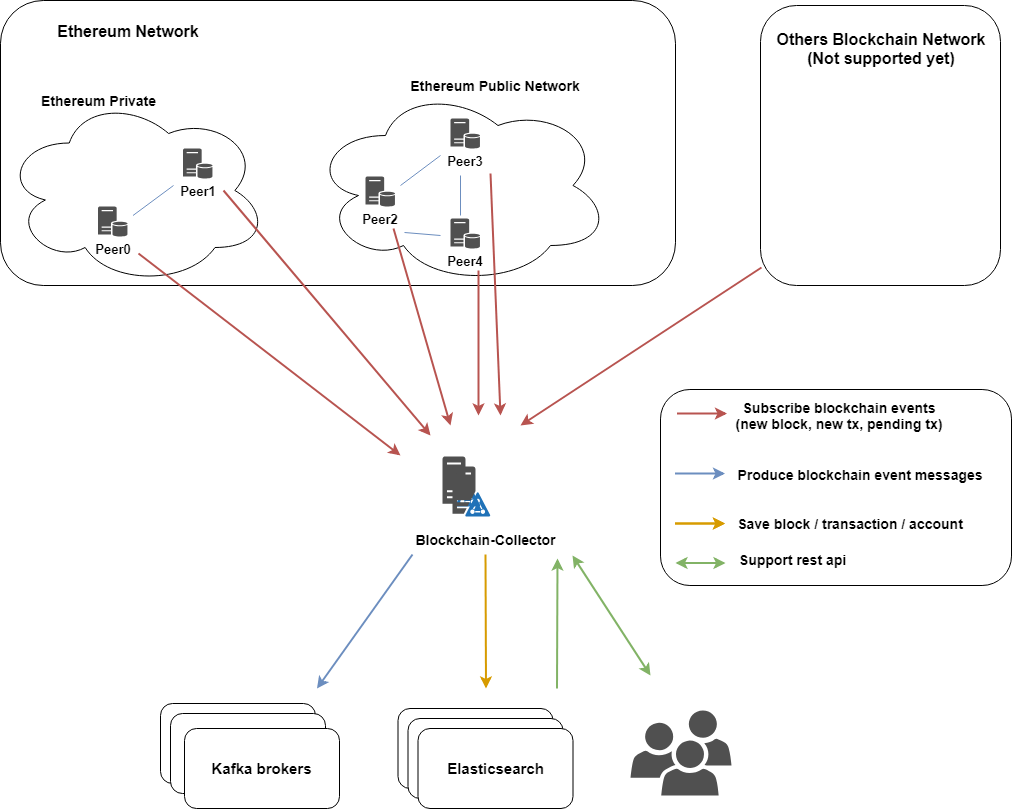 Ethereum Network
Others Blockchain Network
(Not supported yet)
Ethereum Private
Ethereum Public Network
Peer3
Peer1
Peer2
Peer0
Peer4
Subscribe blockchain events
(new block, new tx, pending tx)
Produce blockchain event messages
Save block / transaction / account
Support rest api
Blockchain-Collector
Kafka brokers
Elasticsearch